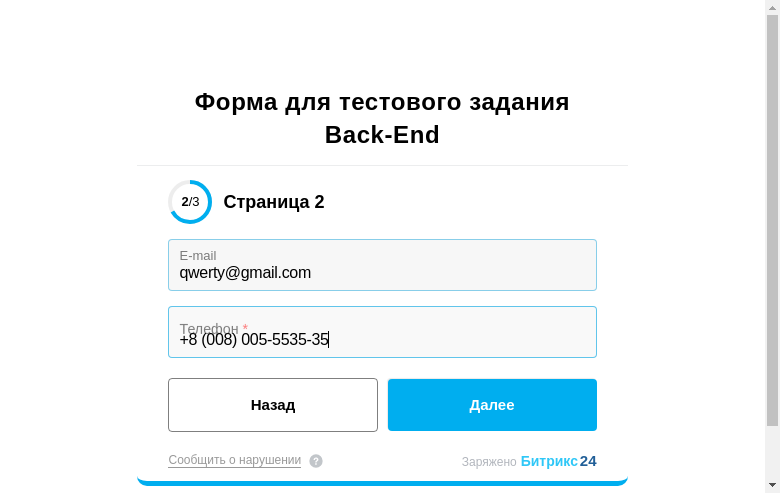 Форма для тестового задания
Back-End
2/3
Страница 2
E-mail
qwerty@gmail.com
Телефон *
+8 (008) 005-5535-35
Назад
Далее
Сообщить о нарушении ?
Заряжено Битрикс24